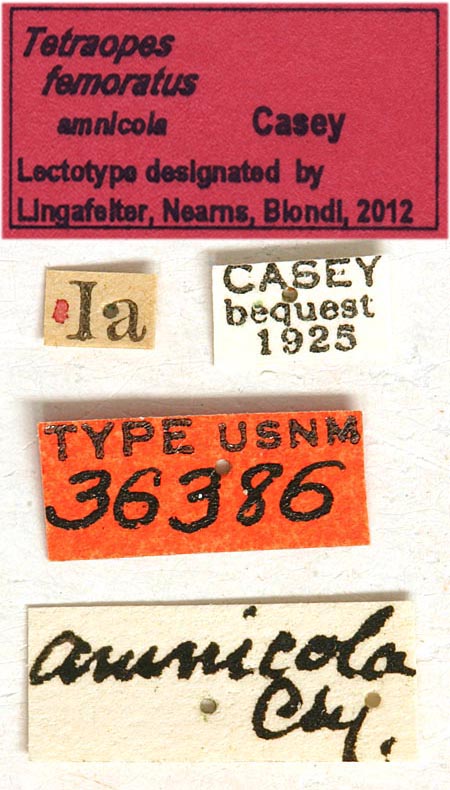 Tetraopes
femoratus
amnicola Casey
Lectotype designated by
Lingafelter, Nearns, Biondi, 2012
Ia
CASEY
bequest
1925
TYPE USNM
36386
amnicola
Csy.